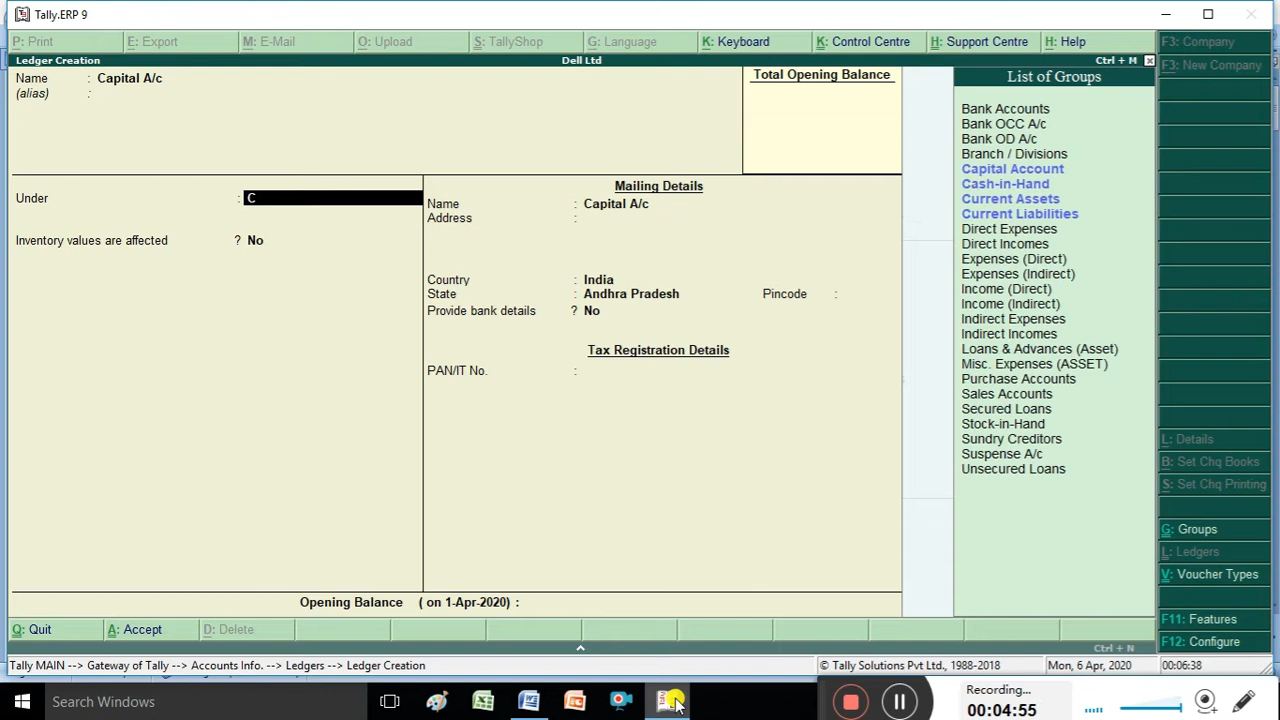 Tally.ERP 9
P: Print E: Export M: E-Mail O: Upload S: TallyShop G: Language K: Keyboard K: Control Centre H: Support Centre H: Help
F3: Company
F3: New Company
Ledger Creation Dell Ltd Ctrl + M
Name : Capital A/c
(alias) :
Total Opening Balance
Under : C
Inventory values are affected ? No
Mailing Details
Name : Capital A/c
Address :
Country : India
State : Andhra Pradesh Pincode :
Provide bank details ? No
Tax Registration Details
PAN/IT No. :
Opening Balance ( on 1-Apr-2020) :
List of Groups
Bank Accounts
Bank OCC A/c
Bank OD A/c
Branch / Divisions
Capital Account
Cash-in-Hand
Current Assets
Current Liabilities
Direct Expenses
Direct Incomes
Expenses (Direct)
Expenses (Indirect)
Income (Direct)
Income (Indirect)
Indirect Expenses
Indirect Incomes
Loans & Advances (Asset)
Misc. Expenses (ASSET)
Purchase Accounts
Sales Accounts
Secured Loans
Stock-in-Hand
Sundry Creditors
Suspense A/c
Unsecured Loans
L: Details
B: Set Chq Books
S: Set Chq Printing
G: Groups
L: Ledgers
V: Voucher Types
F11: Features
F12: Configure
Q: Quit A: Accept D: Delete
Ctrl + N
Tally MAIN --> Gateway of Tally --> Accounts Info. --> Ledgers --> Ledger Creation © Tally Solutions Pvt Ltd., 1988-2018 Mon, 6 Apr, 2020 00:06:38
Search Windows
Recording...
00:04:55